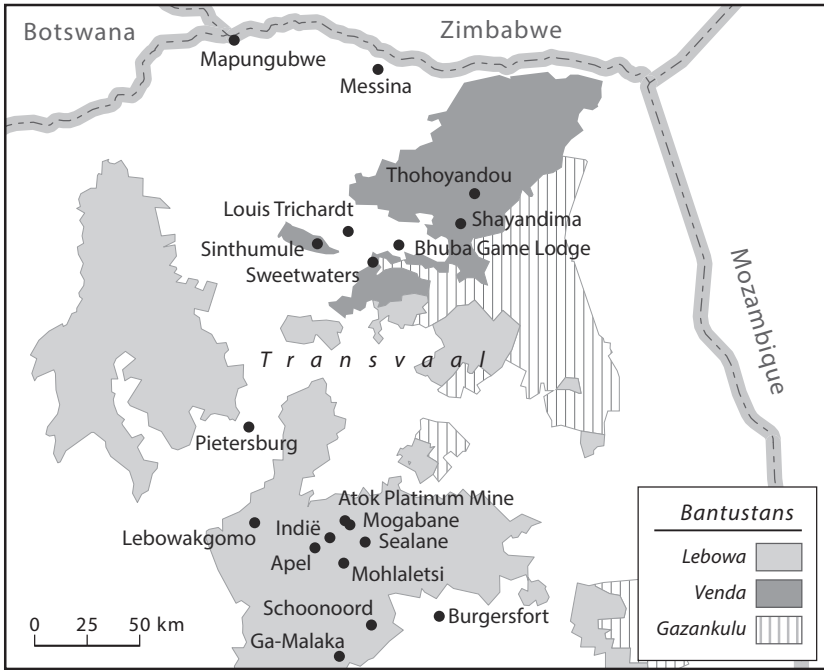 Botswana
Zimbabwe
Mapungubwe
Messina
Thohoyandou
Louis Trichardt
Shayandima
Sinthumule
Bhuba Game Lodge
Sweetwaters
Mozambique
Transvaal
Pietersburg
Atok Platinum Mine
Lebowakgomo
Indië
Mogabane
Sealane
Apel
Mohlaletsi
Schoonoord
Burgersfort
Ga-Malaka
0 25 50 km
Bantustans
Lebowa
Venda
Gazankulu